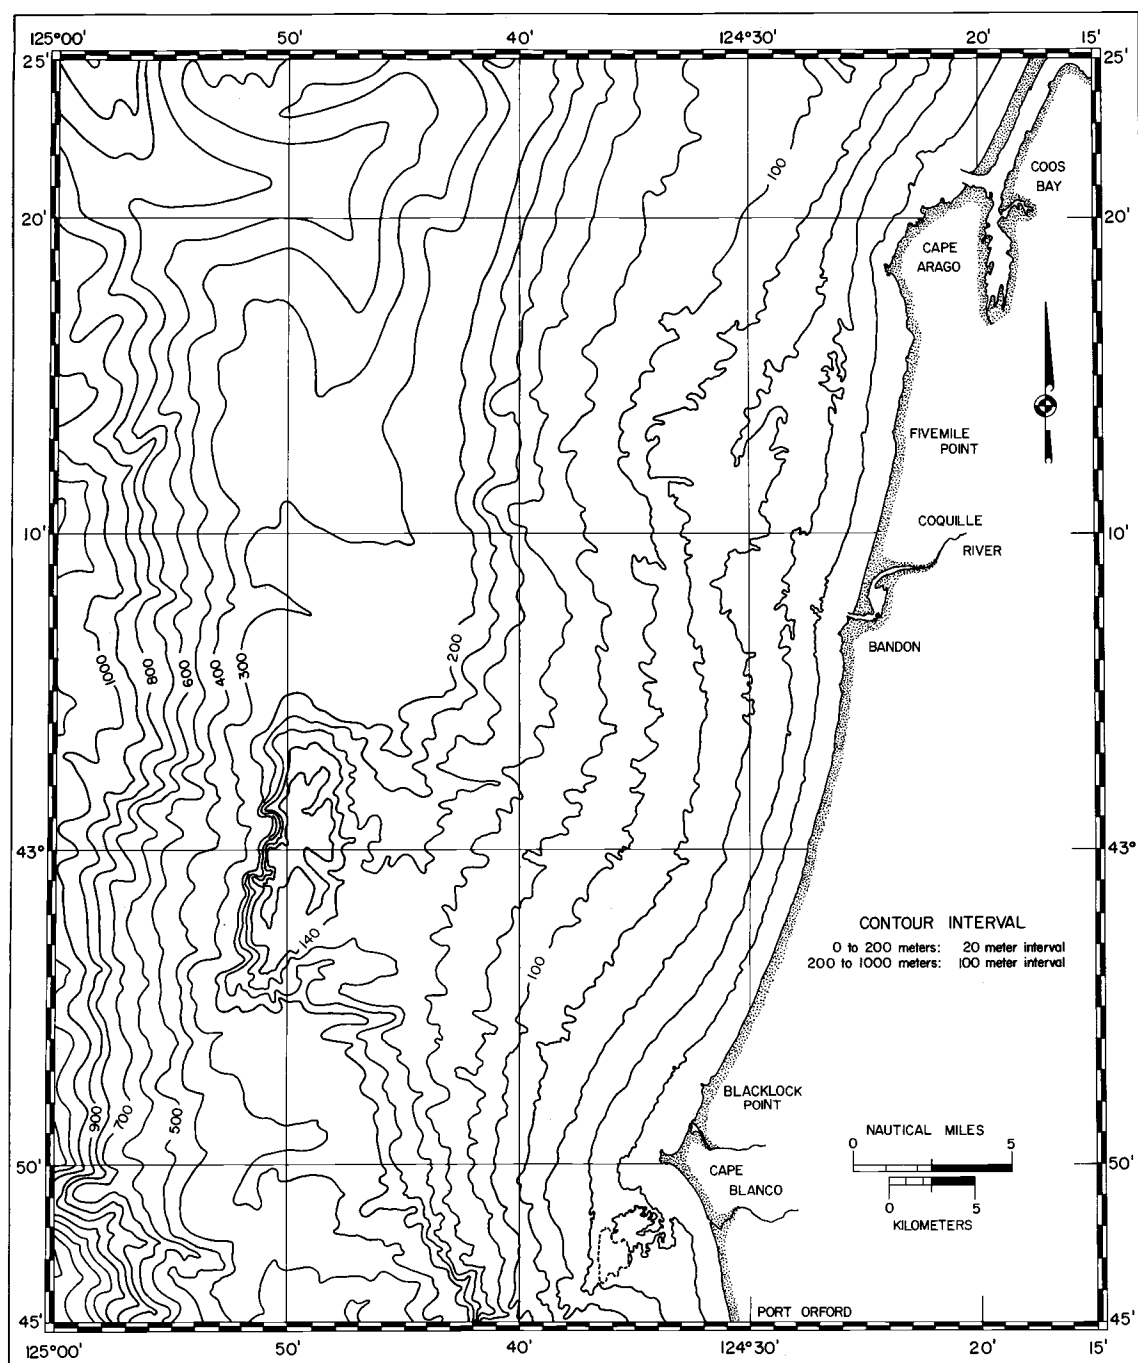 125°00' 50' 40' 124°30' 20' 15'
25' 25'
100
COOS
BAY
20' 20'
CAPE
ARAGO
FIVEMILE
POINT
COQUILLE
10' RIVER 10'
BANDON
1000 800 600 400 300 200
43° 43°
CONTOUR INTERVAL
0 to 200 meters: 20 meter interval
200 to 1000 meters: 100 meter interval
140
100
BLACKLOCK
POINT
900 700 500
NAUTICAL MILES
0 5
50' 50'
CAPE
BLANCO
0 5
KILOMETERS
PORT ORFORD
45' 45'
125°00' 50' 40' 124°30' 20' 15'